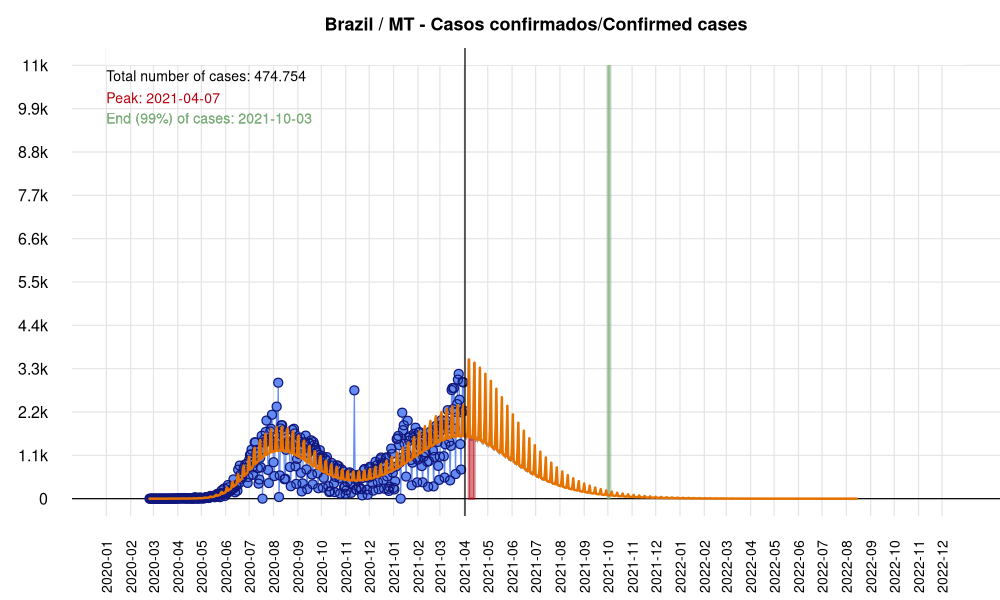 Brazil / MT - Casos confirmados/Confirmed cases
Total number of cases: 474.754
Peak: 2021-04-07
End (99%) of cases: 2021-10-03
11k
9.9k
8.8k
7.7k
6.6k
5.5k
4.4k
3.3k
2.2k
1.1k
0
2020-01
2020-02
2020-03
2020-04
2020-05
2020-06
2020-07
2020-08
2020-09
2020-10
2020-11
2020-12
2021-01
2021-02
2021-03
2021-04
2021-05
2021-06
2021-07
2021-08
2021-09
2021-10
2021-11
2021-12
2022-01
2022-02
2022-03
2022-04
2022-05
2022-06
2022-07
2022-08
2022-09
2022-10
2022-11
2022-12